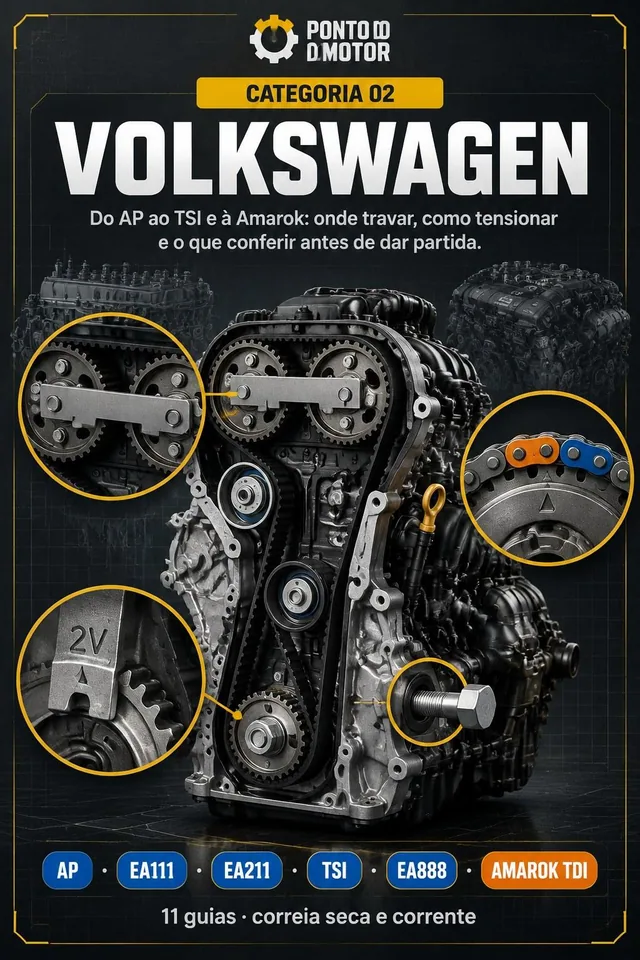 PONTO DO
D.MOTOR
CATEGORIA 02
VOLKSWAGEN
Do AP ao TSI e à Amarok: onde travar, como tensionar
e o que conferir antes de dar partida.
2V
AP · EA111 · EA211 · TSI · EA888 · AMAROK TDI
11 guias · correia seca e corrente